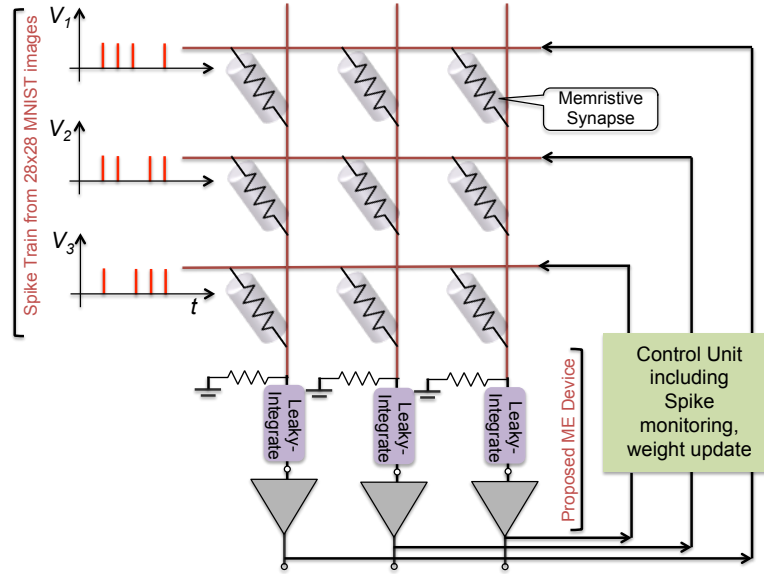 Spike Train from 28x28 MNIST images
V1
V2
V3
t
Memristive
Synapse
Leaky-
Integrate
Leaky-
Integrate
Leaky-
Integrate
Proposed ME Device
Control Unit
including
Spike
monitoring,
weight update